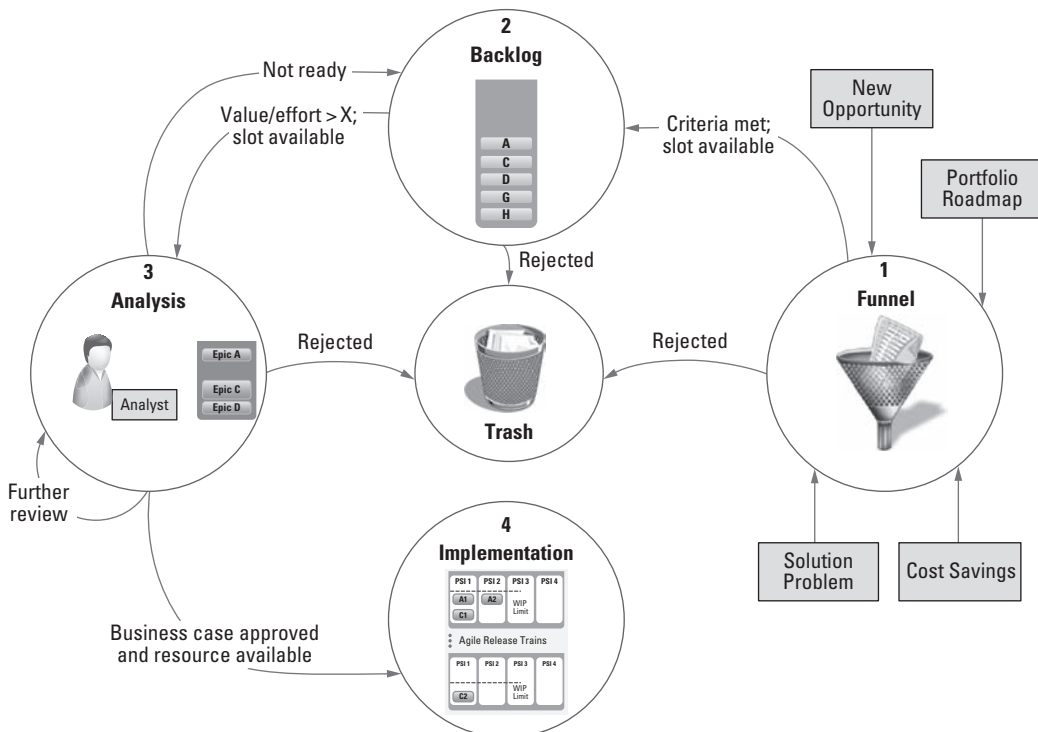 2
Backlog
Not ready
Value/effort > X;
slot available
A
C
D
G
H
Criteria met;
slot available
New
Opportunity
Portfolio
Roadmap
Rejected
3
Analysis
Epic A
Epic C
Epic D
Analyst
Rejected
Trash
Rejected
1
Funnel
Further
review
4
Implementation
PSI 1 PSI 2 PSI 3 PSI 4
A1 A2 WIP
Limit
C1
Agile Release Trains
PSI 1 PSI 2 PSI 3 PSI 4
WIP
Limit
C2
Solution
Problem
Cost Savings
Business case approved
and resource available